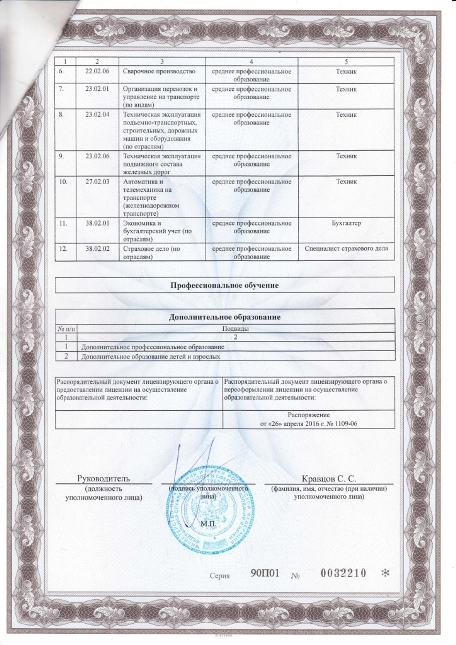 1 2 3 4 5
6. 22.02.06 Сварочное производство среднее профессиональное Техник
образование
7. 23.02.01 Организация перевозок и среднее профессиональное Техник
управление на транспорте образование
(по видам)
8. 23.02.04 Техническая эксплуатация среднее профессиональное Техник
подъемно-транспортных, образование
строительных, дорожных
машин и оборудования
(по отраслям)
9. 23.02.06 Техническая эксплуатация среднее профессиональное Техник
подвижного состава образование
железных дорог
10. 27.02.03 Автоматика и среднее профессиональное Техник
телемеханика на образование
транспорте
(железнодорожном
транспорте)
11. 38.02.01 Экономика и среднее профессиональное Бухгалтер
бухгалтерский учет (по образование
отраслям)
12. 38.02.02 Страховое дело (по среднее профессиональное Специалист страхового дела
отраслям) образование
Профессиональное обучение
Дополнительное образование
№ п/п Подвиды
1 2
1 Дополнительное профессиональное образование
2 Дополнительное образование детей и взрослых
Распорядительный документ лицензирующего органа о Распорядительный документ лицензирующего органа о
предоставлении лицензии на осуществление переоформлении лицензии на осуществление
образовательной деятельности: образовательной деятельности:
Распоряжение
от «26» апреля 2016 г. № 1109-06
Руководитель Кравцов С. С.
(должность (подпись уполномоченного (фамилия, имя, отчество (при наличии)
уполномоченного лица) лица) уполномоченного лица)
М.П.
Серия 90П01 № 0032210 *